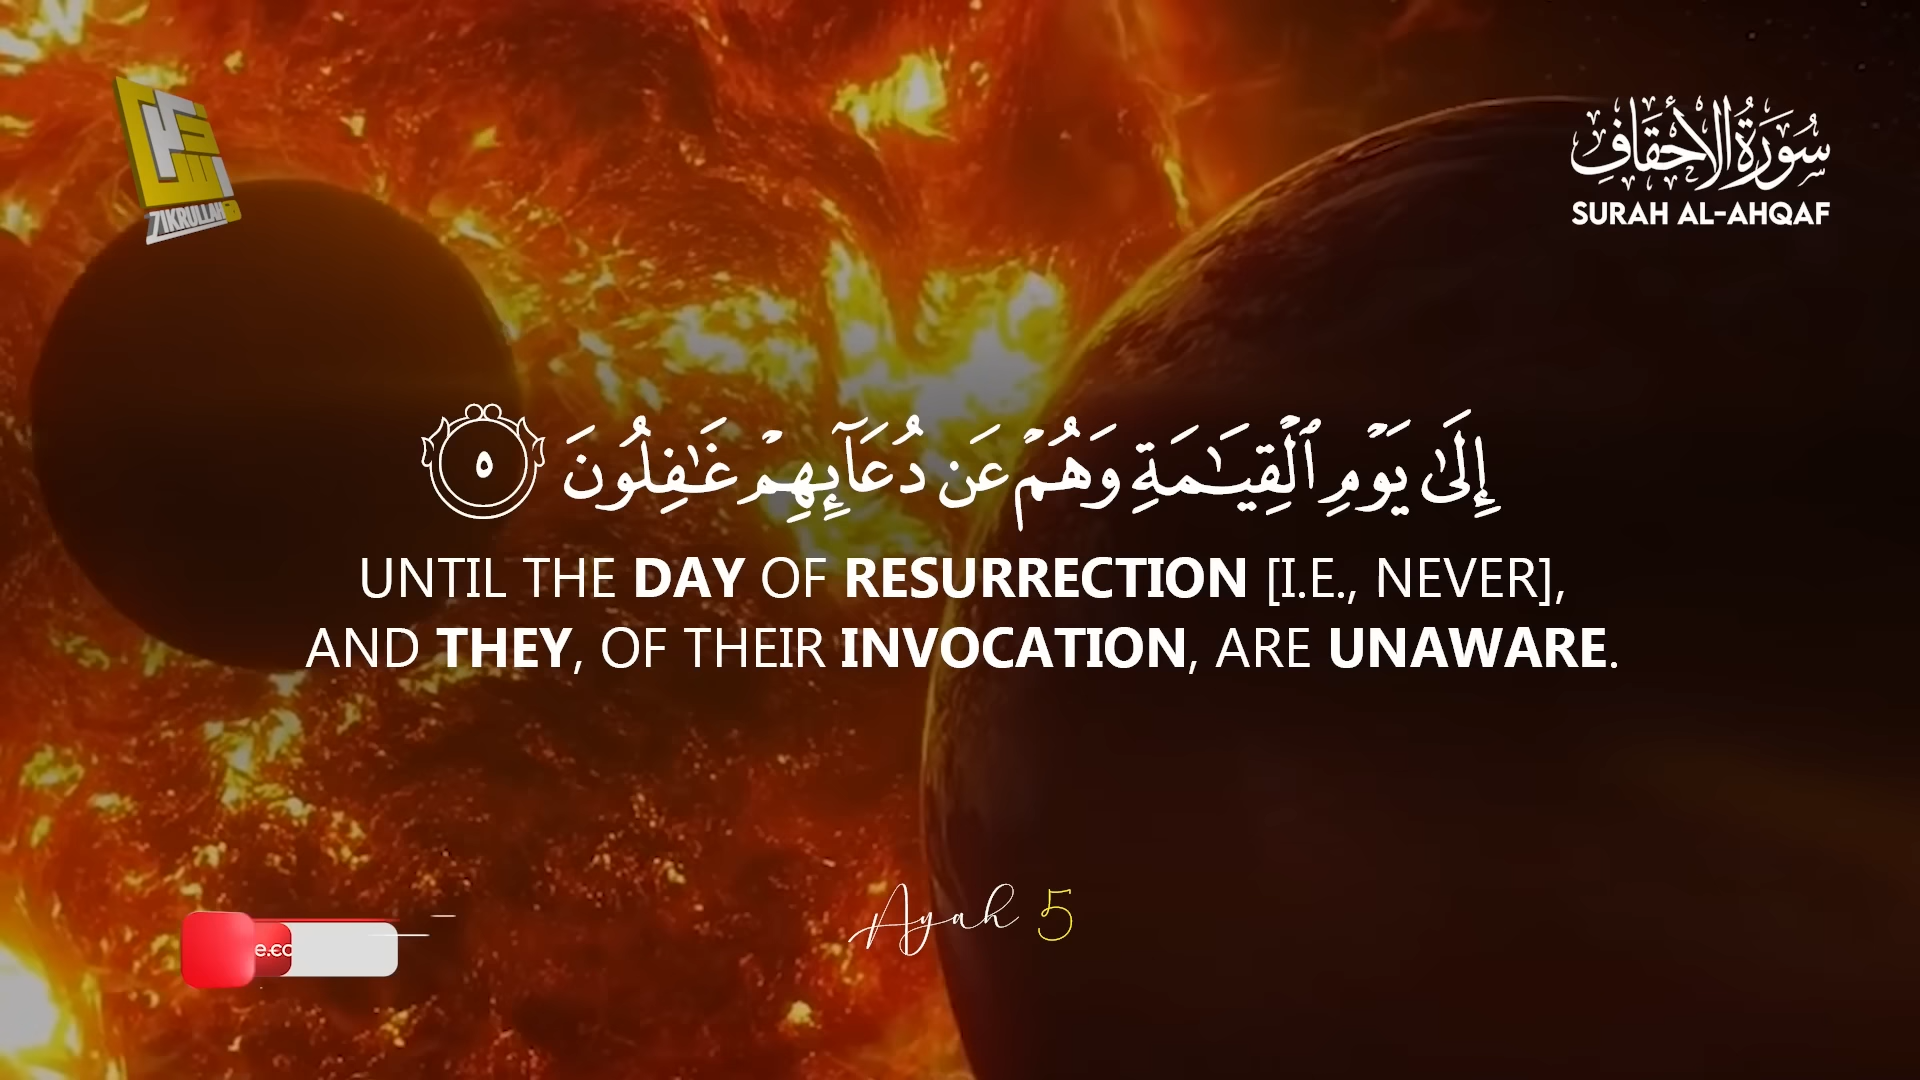 ZIKRULLAH
سُورَةُ الأَحْقَافِ
SURAH AL-AHQAF
إِلَىٰ يَوْمِ ٱلْقِيَـٰمَةِ وَهُمْ عَن دُعَآئِهِمْ غَـٰفِلُونَ ٥
UNTIL THE DAY OF RESURRECTION [I.E., NEVER],
AND THEY, OF THEIR INVOCATION, ARE UNAWARE.
Ayah 5
e.co